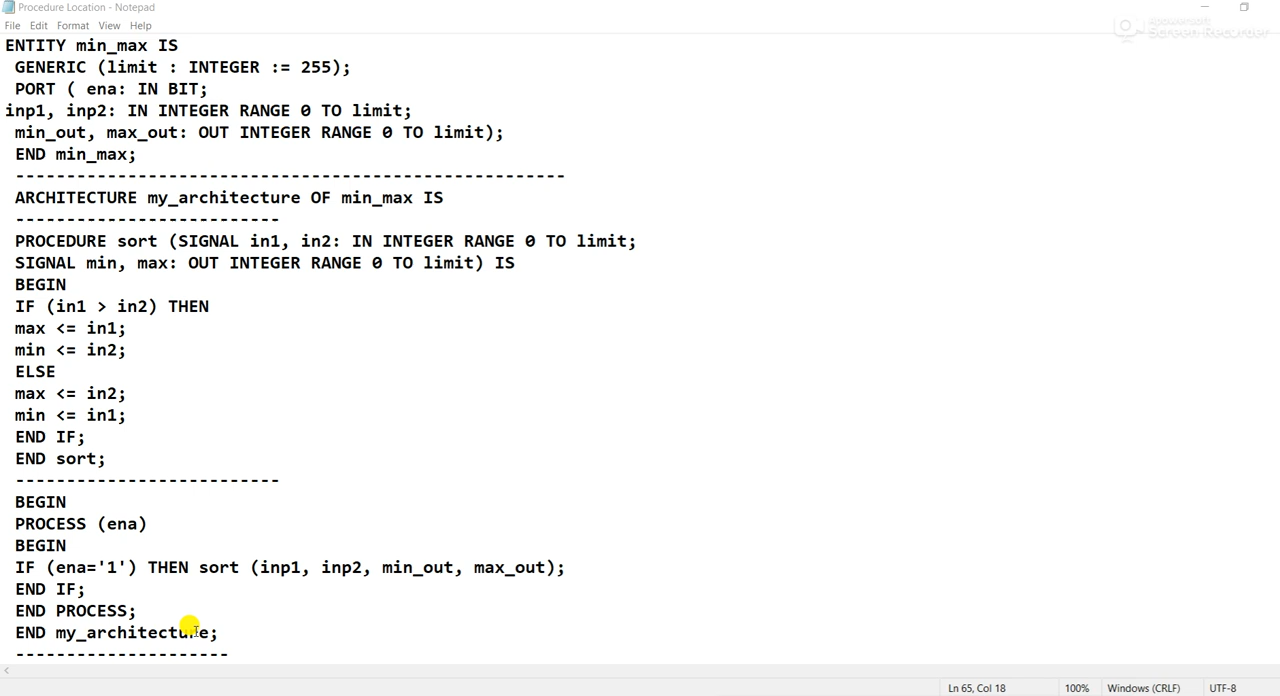 Procedure Location - Notepad
File Edit Format View Help
Apowersoft
Screen Recorder
ENTITY min_max IS
GENERIC (limit : INTEGER := 255);
PORT ( ena: IN BIT;
inp1, inp2: IN INTEGER RANGE 0 TO limit;
min_out, max_out: OUT INTEGER RANGE 0 TO limit);
END min_max;
------------------------------------------------------
ARCHITECTURE my_architecture OF min_max IS
--------------------------
PROCEDURE sort (SIGNAL in1, in2: IN INTEGER RANGE 0 TO limit;
SIGNAL min, max: OUT INTEGER RANGE 0 TO limit) IS
BEGIN
IF (in1 > in2) THEN
max <= in1;
min <= in2;
ELSE
max <= in2;
min <= in1;
END IF;
END sort;
--------------------------
BEGIN
PROCESS (ena)
BEGIN
IF (ena='1') THEN sort (inp1, inp2, min_out, max_out);
END IF;
END PROCESS;
END my_architecture;
---------------------
Ln 65, Col 18 100% Windows (CRLF) UTF-8